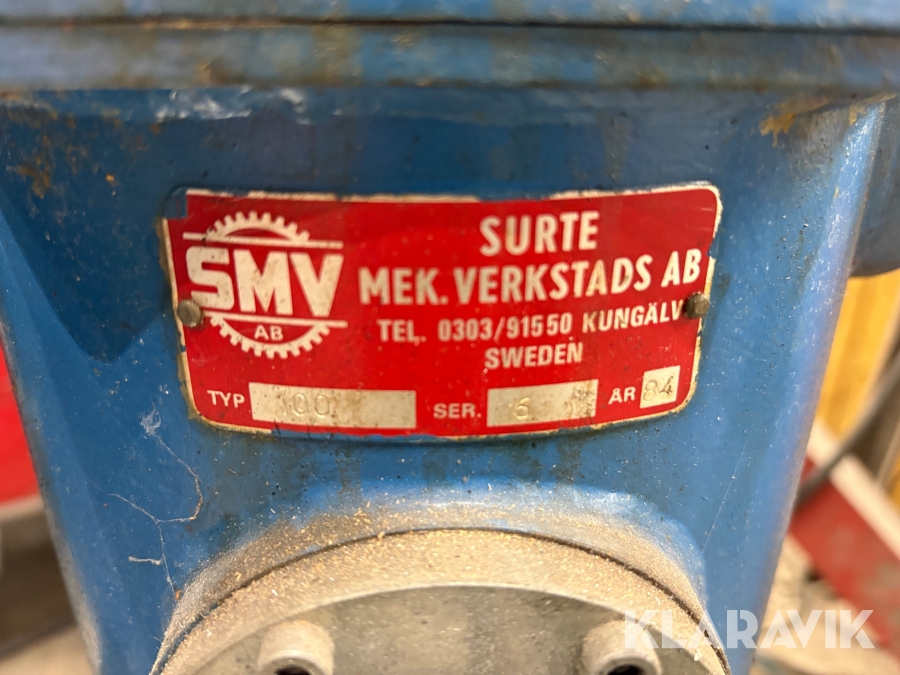 SURTE
SMV
AB
MEK. VERKSTADS AB
TEL. 0303/91550 KUNGÄLV
SWEDEN
TYP 100 SER. 6 ÅR 84
KLARAVIK